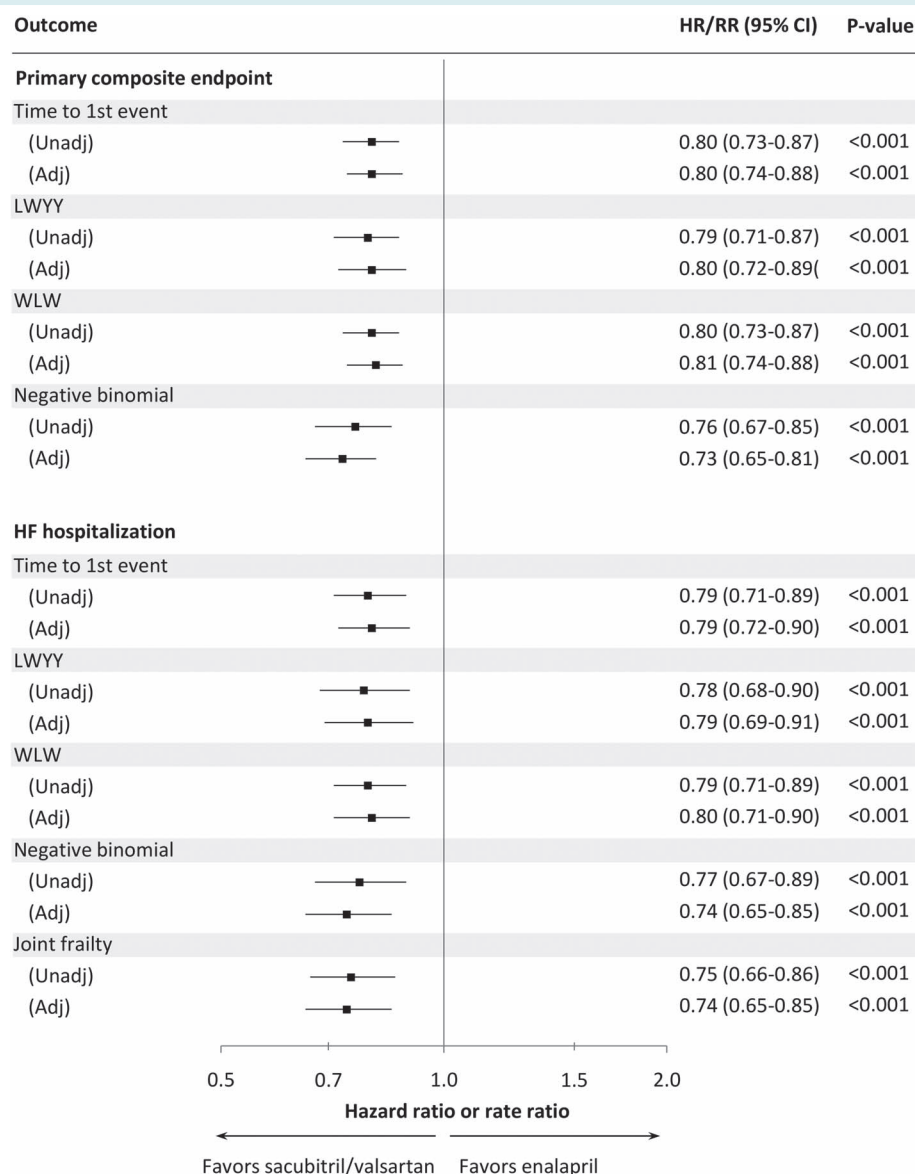 Outcome HR/RR (95% CI) P-value
Primary composite endpoint
Time to 1st event
(Unadj) 0.80 (0.73-0.87) <0.001
(Adj) 0.80 (0.74-0.88) <0.001
LWYY
(Unadj) 0.79 (0.71-0.87) <0.001
(Adj) 0.80 (0.72-0.89( <0.001
WLW
(Unadj) 0.80 (0.73-0.87) <0.001
(Adj) 0.81 (0.74-0.88) <0.001
Negative binomial
(Unadj) 0.76 (0.67-0.85) <0.001
(Adj) 0.73 (0.65-0.81) <0.001
HF hospitalization
Time to 1st event
(Unadj) 0.79 (0.71-0.89) <0.001
(Adj) 0.79 (0.72-0.90) <0.001
LWYY
(Unadj) 0.78 (0.68-0.90) <0.001
(Adj) 0.79 (0.69-0.91) <0.001
WLW
(Unadj) 0.79 (0.71-0.89) <0.001
(Adj) 0.80 (0.71-0.90) <0.001
Negative binomial
(Unadj) 0.77 (0.67-0.89) <0.001
(Adj) 0.74 (0.65-0.85) <0.001
Joint frailty
(Unadj) 0.75 (0.66-0.86) <0.001
(Adj) 0.74 (0.65-0.85) <0.001
0.5 0.7 1.0 1.5 2.0
Hazard ratio or rate ratio
Favors sacubitril/valsartan Favors enalapril